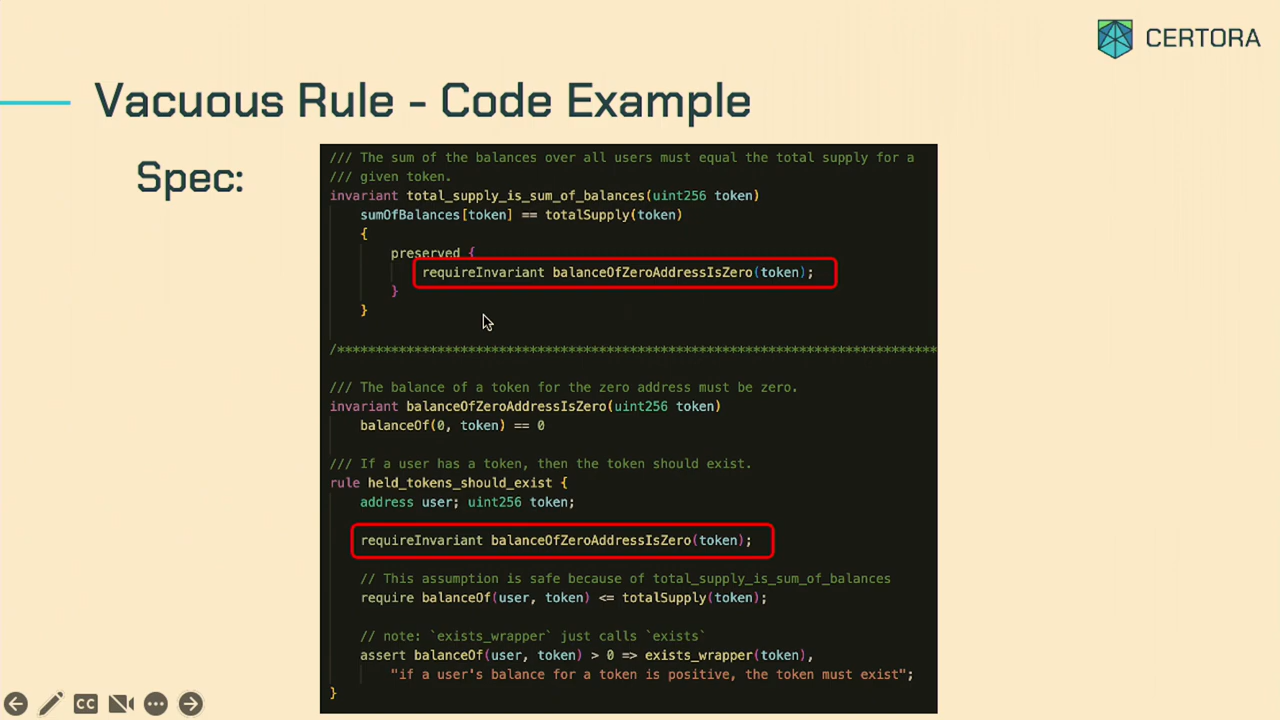 CERTORA
Vacuous Rule - Code Example
Spec:
/// The sum of the balances over all users must equal the total supply for a
/// given token.
invariant total_supply_is_sum_of_balances(uint256 token)
sumOfBalances[token] == totalSupply(token)
{
preserved {
requireInvariant balanceOfZeroAddressIsZero(token);
}
}
/*******************************************************************************
/// The balance of a token for the zero address must be zero.
invariant balanceOfZeroAddressIsZero(uint256 token)
balanceOf(0, token) == 0
/// If a user has a token, then the token should exist.
rule held_tokens_should_exist {
address user; uint256 token;
requireInvariant balanceOfZeroAddressIsZero(token);
// This assumption is safe because of total_supply_is_sum_of_balances
require balanceOf(user, token) <= totalSupply(token);
// note: `exists_wrapper` just calls `exists`
assert balanceOf(user, token) > 0 => exists_wrapper(token),
"if a user's balance for a token is positive, the token must exist";
}
CC